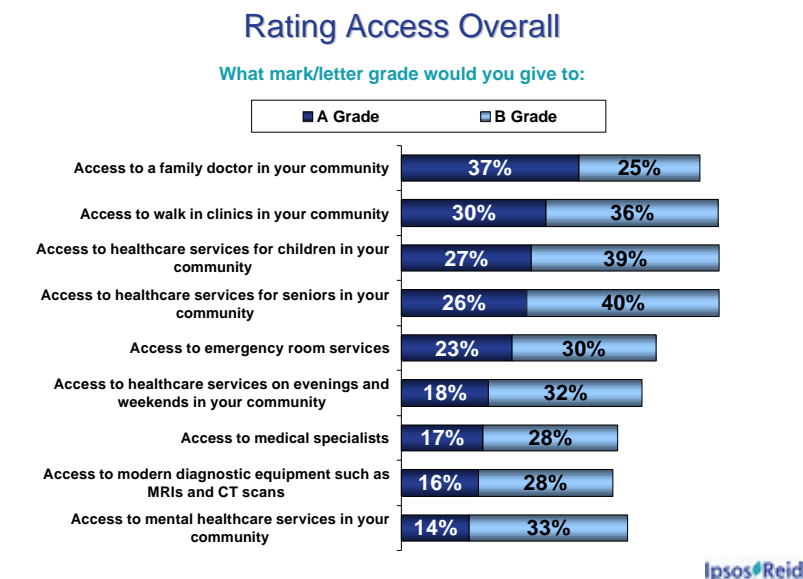 Rating Access Overall
What mark/letter grade would you give to:
A Grade B Grade
Access to a family doctor in your community 37% 25%
Access to walk in clinics in your community 30% 36%
Access to healthcare services for children in your
community 27% 39%
Access to healthcare services for seniors in your
community 26% 40%
Access to emergency room services 23% 30%
Access to healthcare services on evenings and
weekends in your community 18% 32%
Access to medical specialists 17% 28%
Access to modern diagnostic equipment such as
MRIs and CT scans 16% 28%
Access to mental healthcare services in your
community 14% 33%
Ipsos Reid